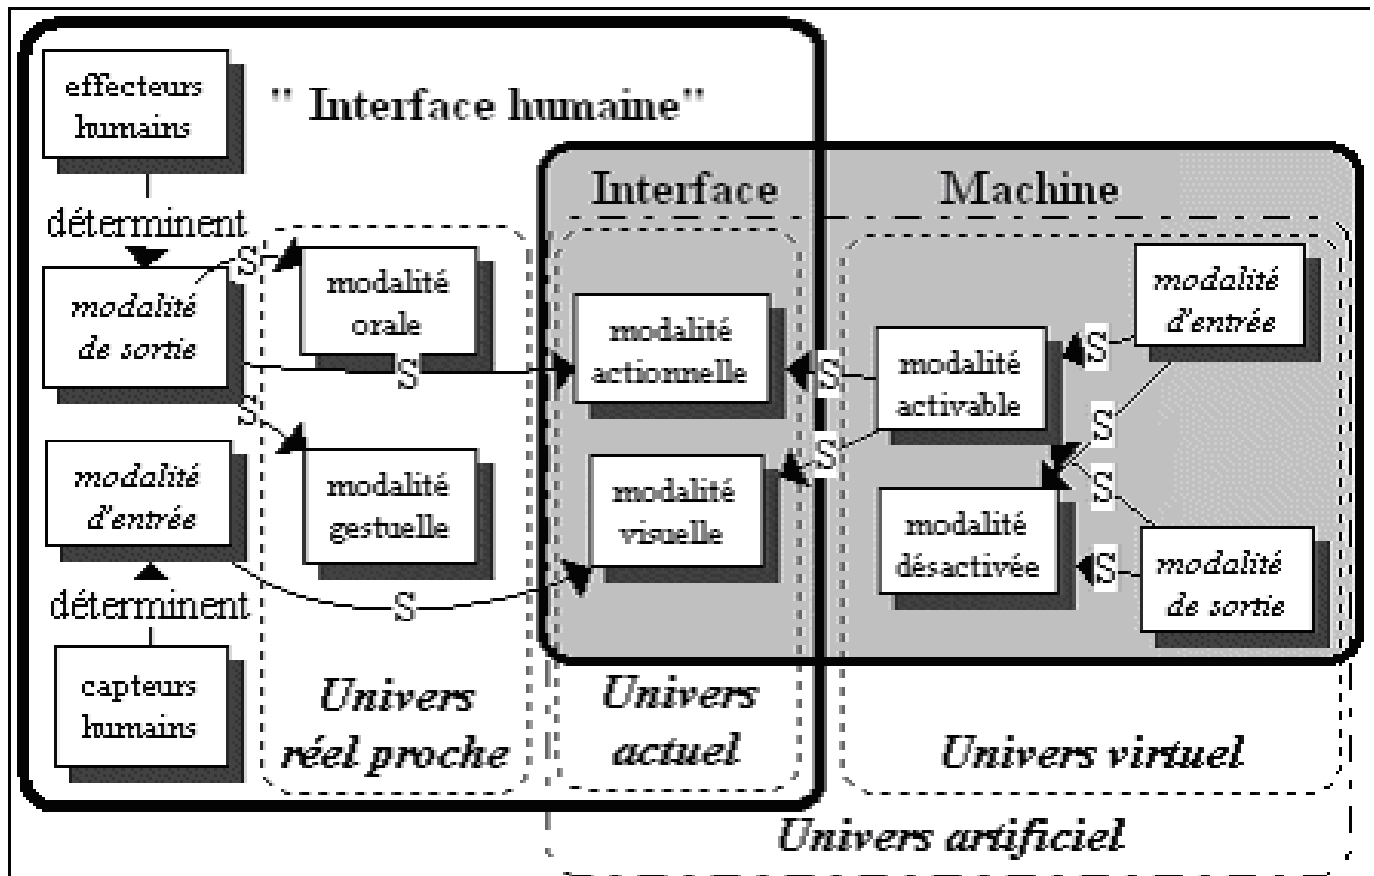 effecteurs
humains
" Interface humaine"
Interface
Machine
déterminent
S
modalité
de sortie
modalité
orale
S
S
modalité
d'entrée
modalité
gestuelle
S
déterminent
capteurs
humains
modalité
actionnelle
modalité
visuelle
S
S
modalité
activable
modalité
désactivée
S
S
S
S
modalité
d'entrée
modalité
de sortie
Univers
réel proche
Univers
actuel
Univers virtuel
Univers artificiel